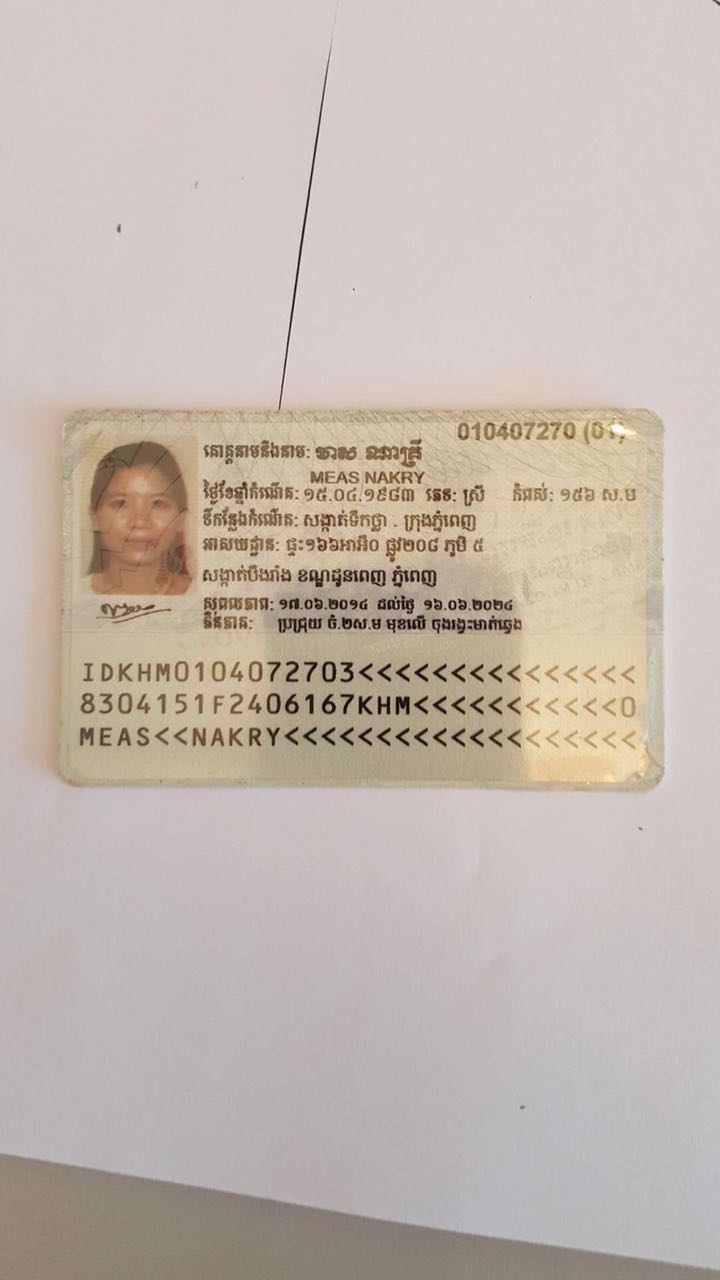 010407270 (01)
គោត្តនាមនិងនាម: មាស ណាគ្រី
MEAS NAKRY
ថ្ងៃខែឆ្នាំកំណើត: ១៥.០៤.១៩៨៣ ភេទ: ស្រី កំពស់: ១៥៦ ស.ម
ទីកន្លែងកំណើត: សង្កាត់ទឹកថ្លា . ក្រុងភ្នំពេញ
អាសយដ្ឋាន: ផ្ទះ១៦៦អាអឺ០ ផ្លូវ២០៨ ភូមិ ៥
សង្កាត់បឹងរាំង ខណ្ឌដូនពេញ ភ្នំពេញ
សុពលភាព: ១៧.០៦.២០១៤ ដល់ថ្ងៃ ១៦.០៦.២០២៤
ភិនភាគ: ប្រជ្រុយ ចំ.២ស.ម មុខលើ ចុងរង្វះមាត់ឆ្វេង
IDKHM0104072703<<<<<<<<<<<<<<<
8304151F2406167KHM<<<<<<<<<<<0
MEAS<<NAKRY<<<<<<<<<<<<<<<<<<<